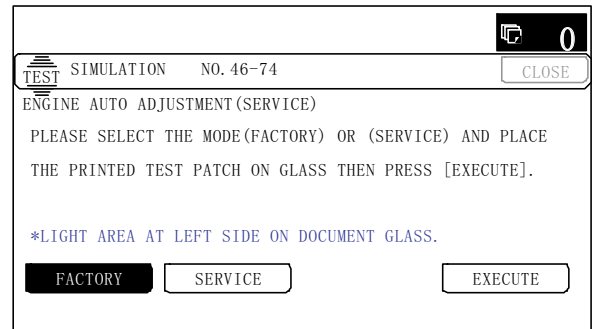 0
TEST SIMULATION NO.46-74 CLOSE
ENGINE AUTO ADJUSTMENT(SERVICE)
PLEASE SELECT THE MODE(FACTORY) OR (SERVICE) AND PLACE
THE PRINTED TEST PATCH ON GLASS THEN PRESS [EXECUTE].
*LIGHT AREA AT LEFT SIDE ON DOCUMENT GLASS.
FACTORY SERVICE EXECUTE